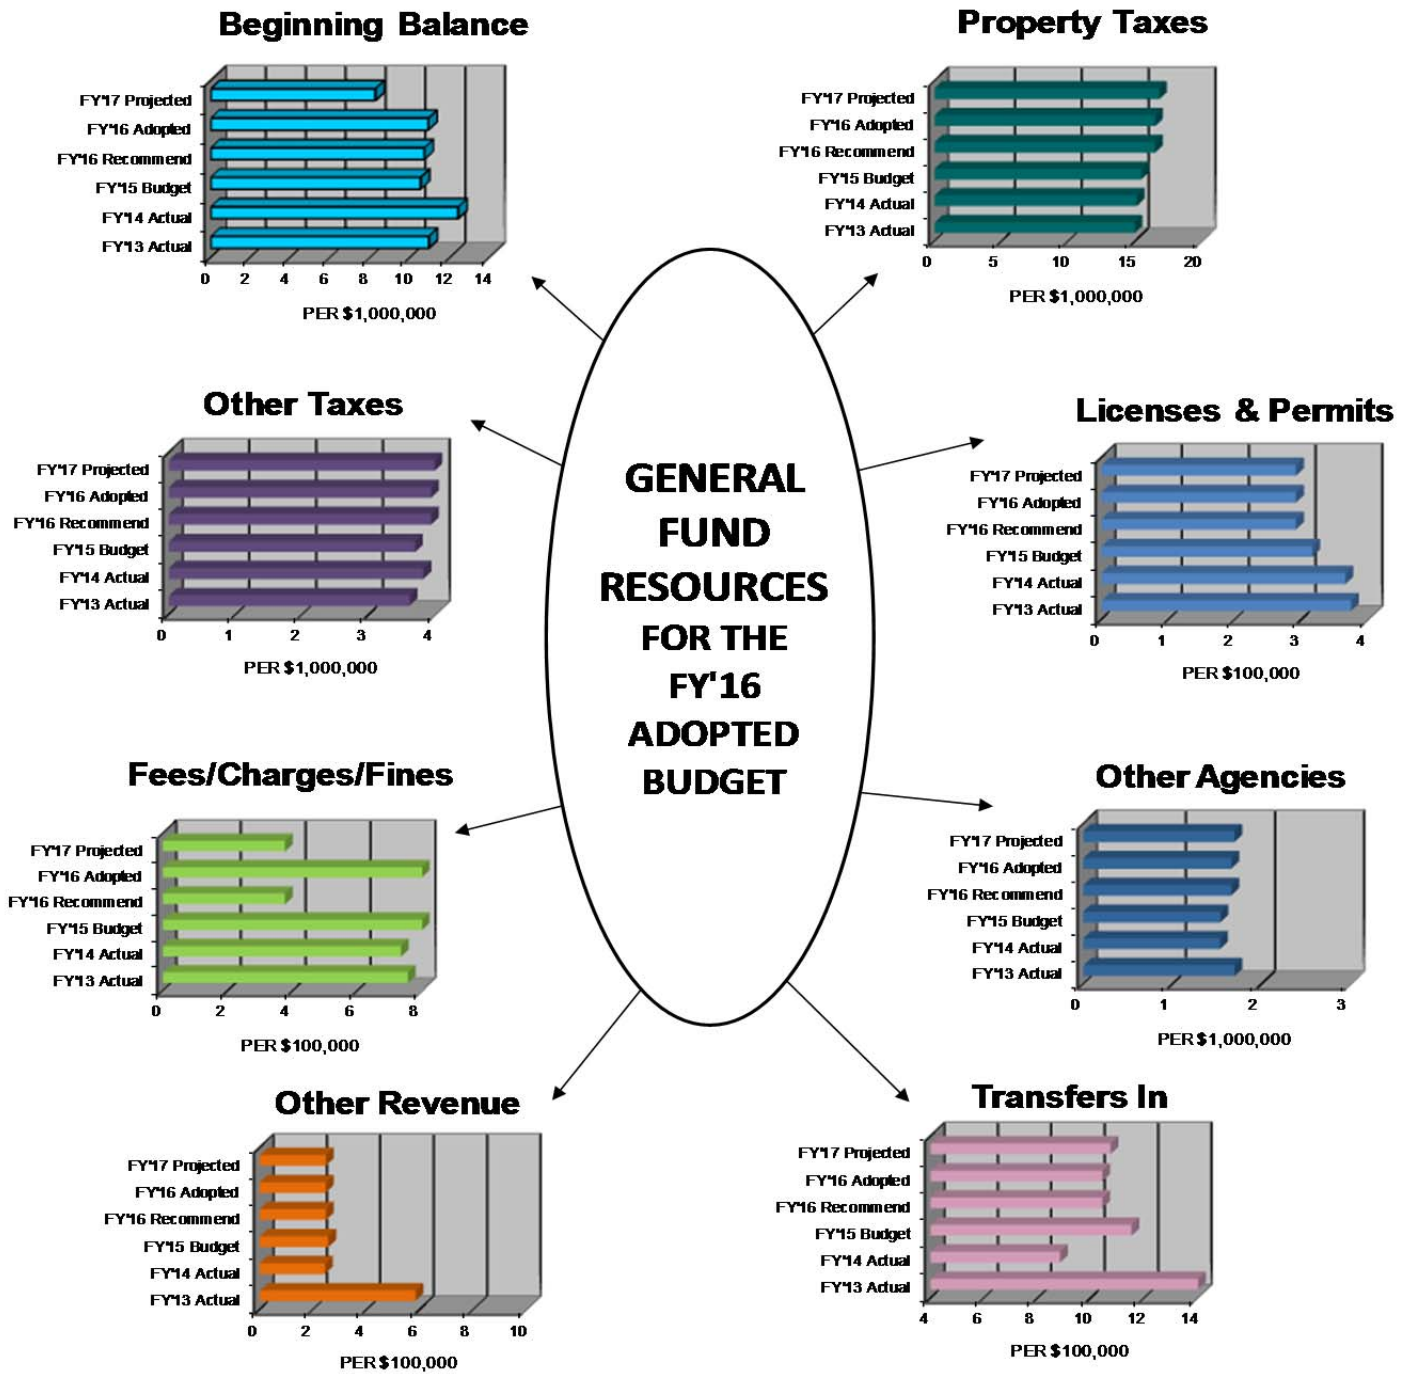 Beginning Balance
FY'17 Projected
FY'16 Adopted
FY'16 Recommend
FY'15 Budget
FY'14 Actual
FY'13 Actual
0 2 4 6 8 10 12 14
PER $1,000,000
Property Taxes
FY'17 Projected
FY'16 Adopted
FY'16 Recommend
FY'15 Budget
FY'14 Actual
FY'13 Actual
0 5 10 15 20
PER $1,000,000
Other Taxes
FY'17 Projected
FY'16 Adopted
FY'16 Recommend
FY'15 Budget
FY'14 Actual
FY'13 Actual
0 1 2 3 4
PER $1,000,000
GENERAL
FUND
RESOURCES
FOR THE
FY'16
ADOPTED
BUDGET
Licenses & Permits
FY'17 Projected
FY'16 Adopted
FY'16 Recommend
FY'15 Budget
FY'14 Actual
FY'13 Actual
0 1 2 3 4
PER $100,000
Fees/Charges/Fines
FY'17 Projected
FY'16 Adopted
FY'16 Recommend
FY'15 Budget
FY'14 Actual
FY'13 Actual
0 2 4 6 8
PER $100,000
Other Agencies
FY'17 Projected
FY'16 Adopted
FY'16 Recommend
FY'15 Budget
FY'14 Actual
FY'13 Actual
0 1 2 3
PER $1,000,000
Other Revenue
FY'17 Projected
FY'16 Adopted
FY'16 Recommend
FY'15 Budget
FY'14 Actual
FY'13 Actual
0 2 4 6 8 10
PER $100,000
Transfers In
FY'17 Projected
FY'16 Adopted
FY'16 Recommend
FY'15 Budget
FY'14 Actual
FY'13 Actual
4 6 8 10 12 14
PER $100,000